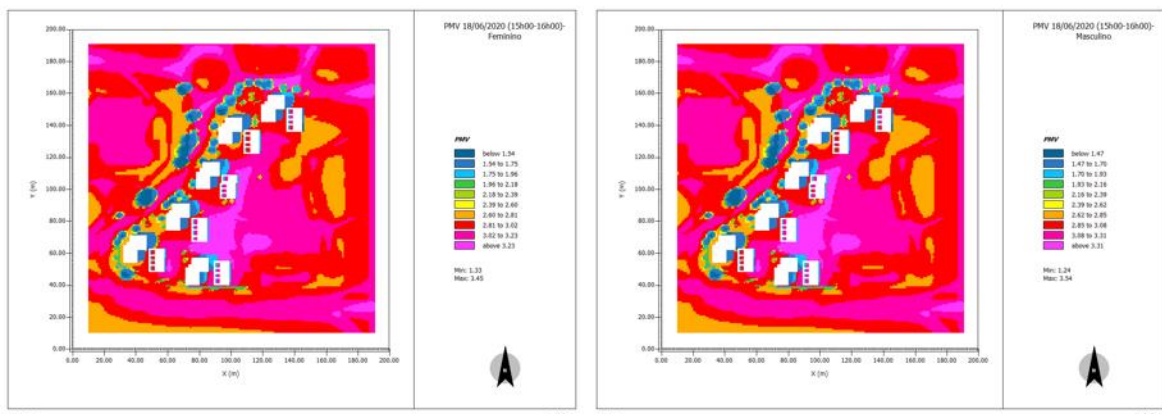 PMV 18/06/2020 (15h00-16h00)-
Feminino
200.00
180.00
160.00
140.00
120.00
100.00
80.00
60.00
40.00
20.00
0.00
Y (m)
0.00 20.00 40.00 60.00 80.00 100.00 120.00 140.00 160.00 180.00 200.00
X (m)
PMV
below 1.54
1.54 to 1.75
1.75 to 1.96
1.96 to 2.18
2.18 to 2.39
2.39 to 2.60
2.60 to 2.81
2.81 to 3.02
3.02 to 3.23
above 3.23
Min: 1.33
Max: 3.45
N
PMV 18/06/2020 (15h00-16h00)-
Masculino
200.00
180.00
160.00
140.00
120.00
100.00
80.00
60.00
40.00
20.00
0.00
Y (m)
0.00 20.00 40.00 60.00 80.00 100.00 120.00 140.00 160.00 180.00 200.00
X (m)
PMV
below 1.47
1.47 to 1.70
1.70 to 1.93
1.93 to 2.16
2.16 to 2.39
2.39 to 2.62
2.62 to 2.85
2.85 to 3.08
3.08 to 3.31
above 3.31
Min: 1.24
Max: 3.54
N